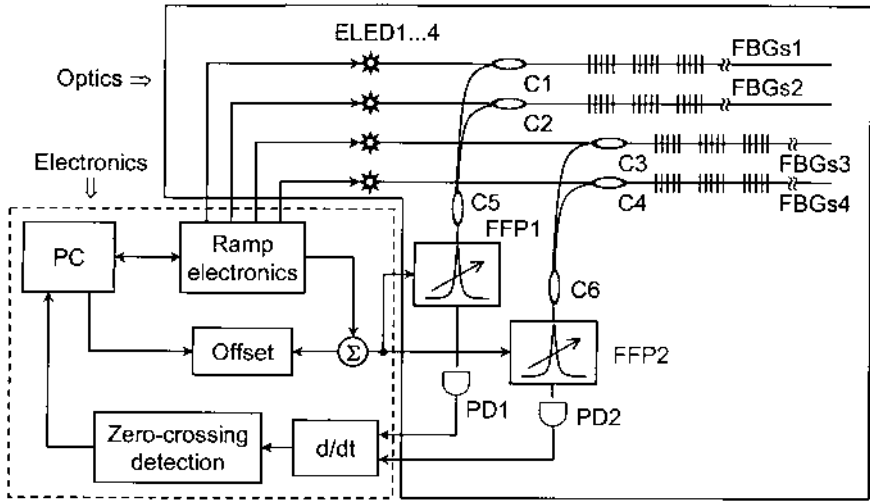 ELED1...4
FBGs1
Optics ⇒
C1
FBGs2
C2
Electronics
⇓
C3
FBGs3
C4
FBGs4
C5
FFP1
PC
Ramp
electronics
C6
Offset
Σ
FFP2
PD1
PD2
Zero-crossing
detection
d/dt